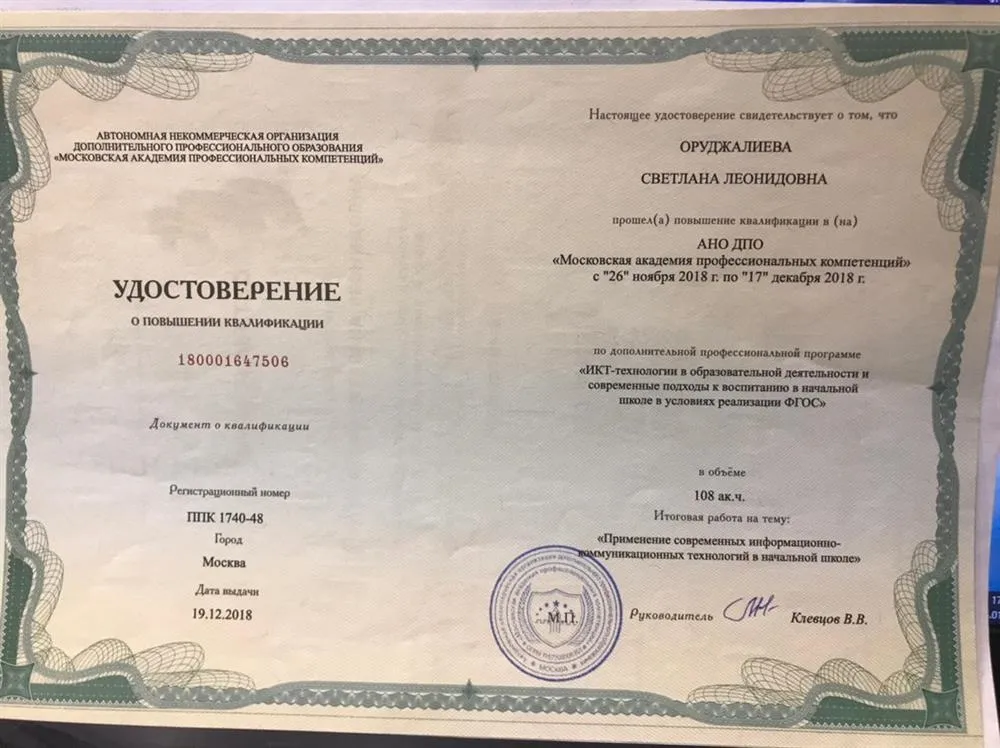 АВТОНОМНАЯ НЕКОММЕРЧЕСКАЯ ОРГАНИЗАЦИЯ
ДОПОЛНИТЕЛЬНОГО ПРОФЕССИОНАЛЬНОГО ОБРАЗОВАНИЯ
«МОСКОВСКАЯ АКАДЕМИЯ ПРОФЕССИОНАЛЬНЫХ КОМПЕТЕНЦИЙ»
УДОСТОВЕРЕНИЕ
О ПОВЫШЕНИИ КВАЛИФИКАЦИИ
180001647506
Документ о квалификации
Регистрационный номер
ППК 1740-48
Город
Москва
Дата выдачи
19.12.2018
Настоящее удостоверение свидетельствует о том, что
ОРУДЖАЛИЕВА
СВЕТЛАНА ЛЕОНИДОВНА
прошел(а) повышение квалификации в (на)
АНО ДПО
«Московская академия профессиональных компетенций»
с "26" ноября 2018 г. по "17" декабря 2018 г.
по дополнительной профессиональной программе
«ИКТ-технологии в образовательной деятельности и
современные подходы к воспитанию в начальной
школе в условиях реализации ФГОС»
в объёме
108 ак.ч.
Итоговая работа на тему:
«Применение современных информационно-
коммуникационных технологий в начальной школе»
М.П.
МОСКВА
Руководитель
Клевцов В.В.